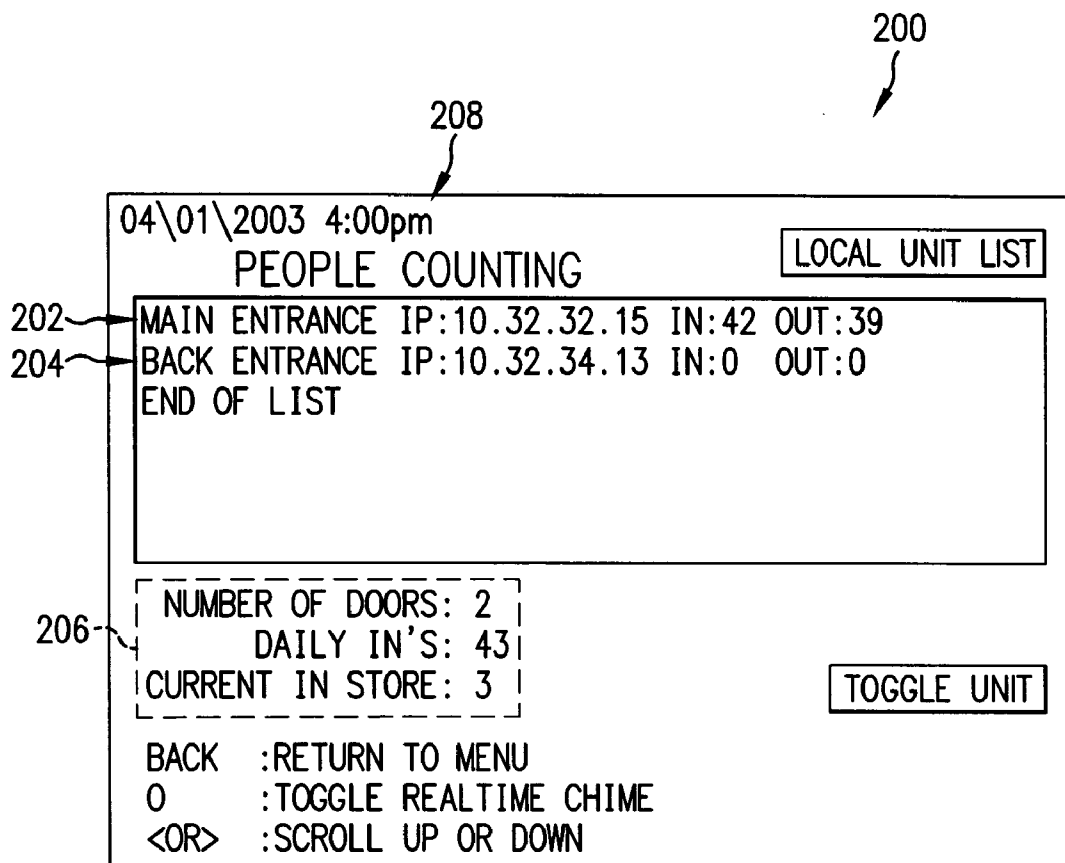 200
208
04\01\2003 4:00pm
LOCAL UNIT LIST
PEOPLE COUNTING
202
MAIN ENTRANCE IP:10.32.32.15 IN:42 OUT:39
204
BACK ENTRANCE IP:10.32.34.13 IN:0 OUT:0
END OF LIST
206
NUMBER OF DOORS: 2
DAILY IN'S: 43
CURRENT IN STORE: 3
TOGGLE UNIT
BACK :RETURN TO MENU
0 :TOGGLE REALTIME CHIME
<OR> :SCROLL UP OR DOWN